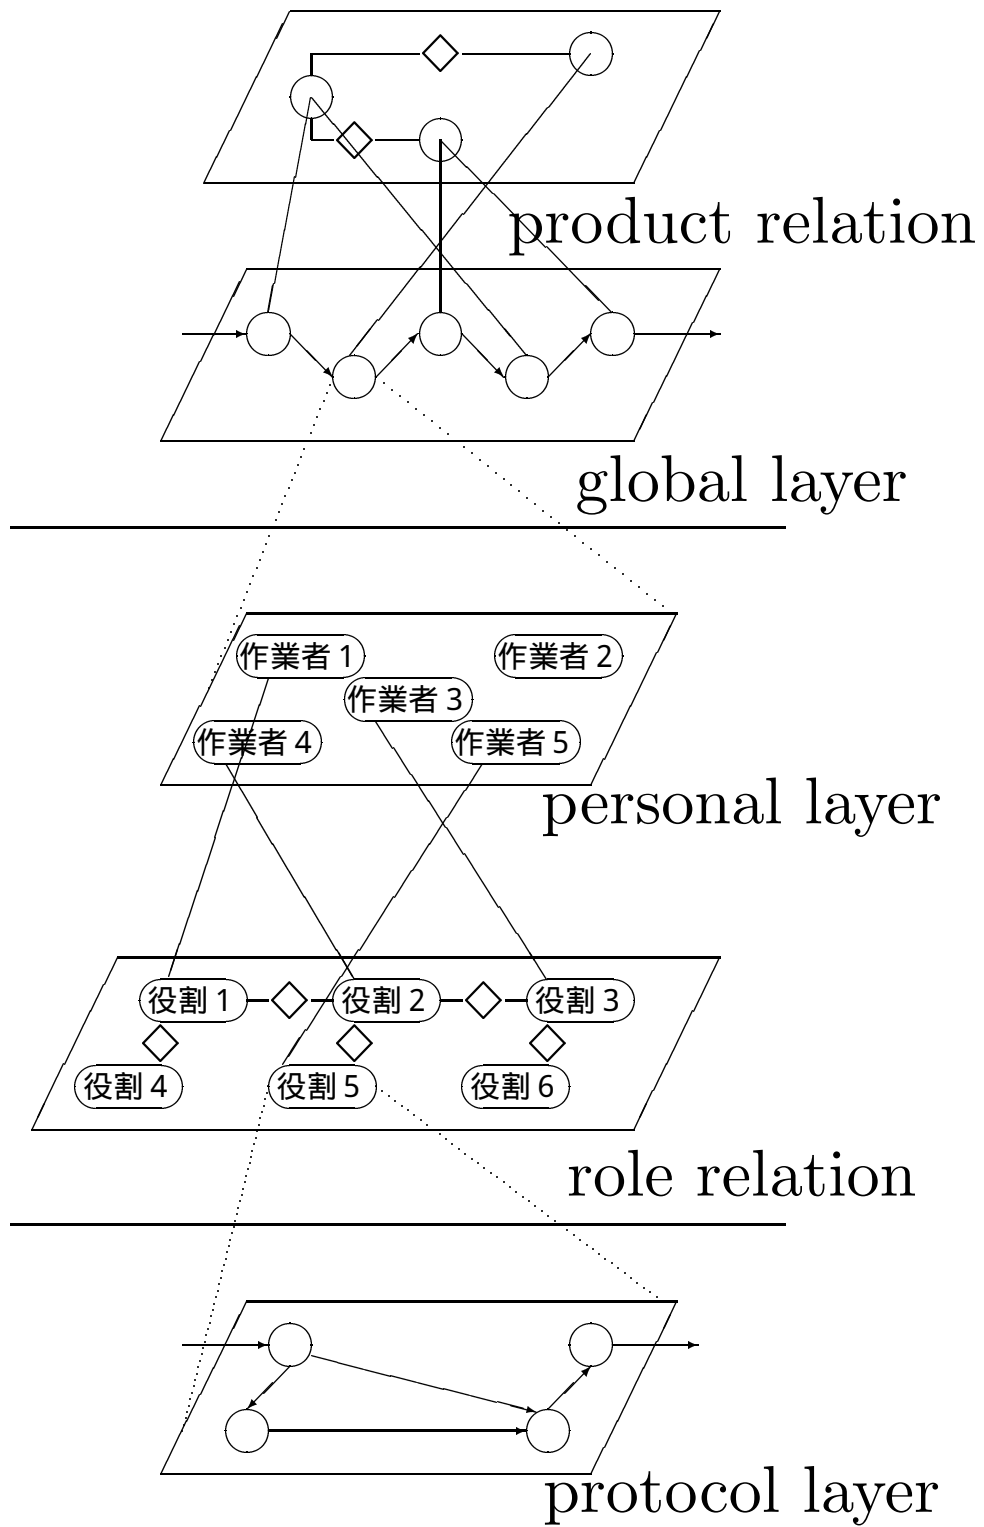 product relation
global layer
作業者 1
作業者 2
作業者 3
作業者 4
作業者 5
personal layer
役割 1
役割 2
役割 3
役割 4
役割 5
役割 6
role relation
protocol layer